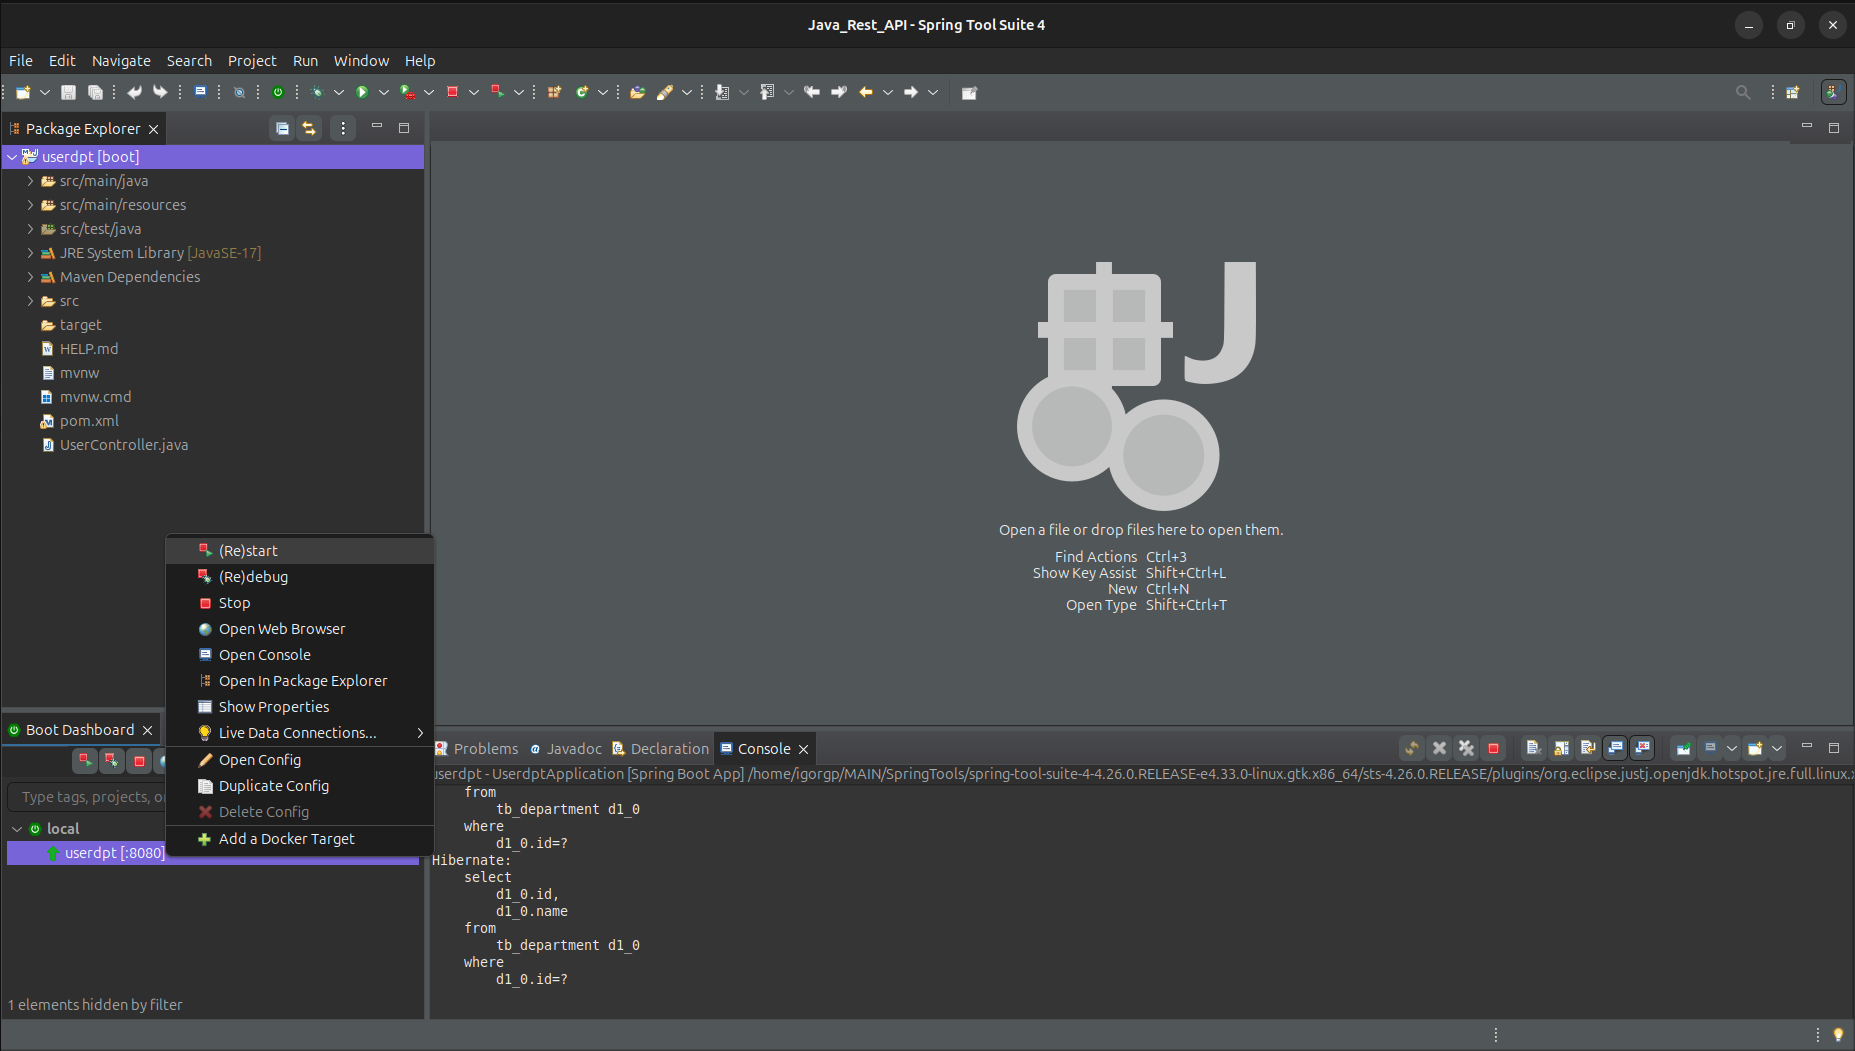 Java_Rest_API - Spring Tool Suite 4
File Edit Navigate Search Project Run Window Help
Package Explorer
userdpt [boot]
src/main/java
src/main/resources
src/test/java
JRE System Library [JavaSE-17]
Maven Dependencies
src
target
HELP.md
mvnw
mvnw.cmd
pom.xml
UserController.java
Open a file or drop files here to open them.
Find Actions Ctrl+3
Show Key Assist Shift+Ctrl+L
New Ctrl+N
Open Type Shift+Ctrl+T
(Re)start
(Re)debug
Stop
Open Web Browser
Open Console
Open In Package Explorer
Show Properties
Live Data Connections...
Open Config
Duplicate Config
Delete Config
Add a Docker Target
Boot Dashboard
Type tags, projects, o
local
userdpt [:8080]
1 elements hidden by filter
Problems Javadoc Declaration Console
userdpt - UserdptApplication [Spring Boot App] /home/igorgp/MAIN/SpringTools/spring-tool-suite-4-4.26.0.RELEASE-e4.33.0-linux.gtk.x86_64/sts-4.26.0.RELEASE/plugins/org.eclipse.justj.openjdk.hotspot.jre.full.linux.x
from
tb_department d1_0
where
d1_0.id=?
Hibernate:
select
d1_0.id,
d1_0.name
from
tb_department d1_0
where
d1_0.id=?